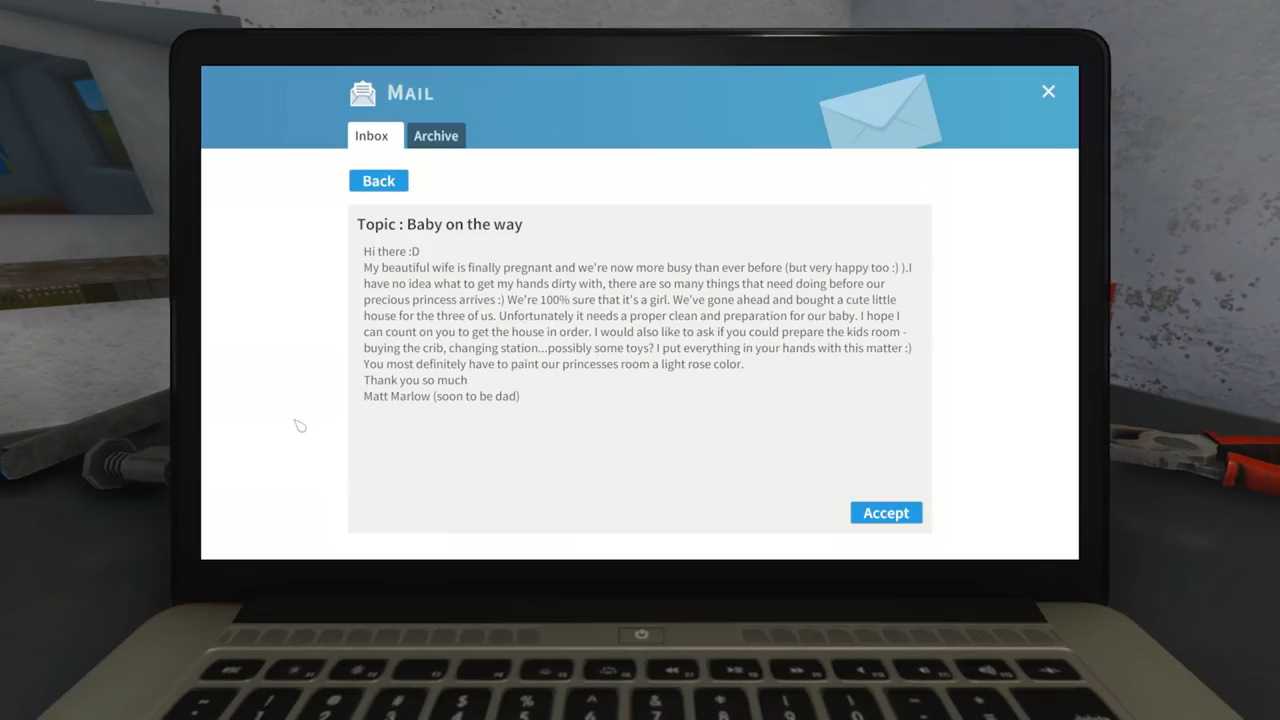 MAIL
Inbox
Archive
Back
Topic : Baby on the way
Hi there :D
My beautiful wife is finally pregnant and we're now more busy than ever before (but very happy too :) ).I
have no idea what to get my hands dirty with, there are so many things that need doing before our
precious princess arrives :) We're 100% sure that it's a girl. We've gone ahead and bought a cute little
house for the three of us. Unfortunately it needs a proper clean and preparation for our baby. I hope I
can count on you to get the house in order. I would also like to ask if you could prepare the kids room -
buying the crib, changing station...possibly some toys? I put everything in your hands with this matter :)
You most definitely have to paint our princesses room a light rose color.
Thank you so much
Matt Marlow (soon to be dad)
Accept